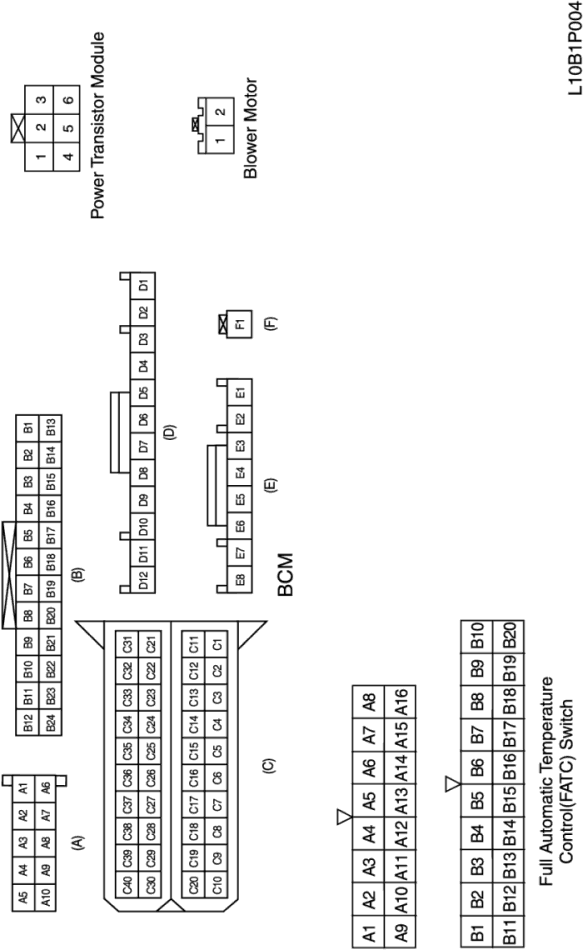 A5 A4 A3 A2 A1
A10 A9 A8 A7 A6
(A)
B12 B11 B10 B9 B8 B7 B6 B5 B4 B3 B2 B1
B24 B23 B22 B21 B20 B19 B18 B17 B16 B15 B14 B13
(B)
1 2 3
4 5 6
Power Transistor Module
C40 C39 C38 C37 C36 C35 C34 C33 C32 C31
C30 C29 C28 C27 C26 C25 C24 C23 C22 C21
C20 C19 C18 C17 C16 C15 C14 C13 C12 C11
C10 C9 C8 C7 C6 C5 C4 C3 C2 C1
(C)
D12 D11 D10 D9 D8 D7 D6 D5 D4 D3 D2 D1
(D)
E8 E7 E6 E5 E4 E3 E2 E1
(E)
F1
(F)
BCM
1 2
Blower Motor
A1 A2 A3 A4 A5 A6 A7 A8
A9 A10 A11 A12 A13 A14 A15 A16
B1 B2 B3 B4 B5 B6 B7 B8 B9 B10
B11 B12 B13 B14 B15 B16 B17 B18 B19 B20
Full Automatic Temperature
Control(FATC) Switch
L10B1P004